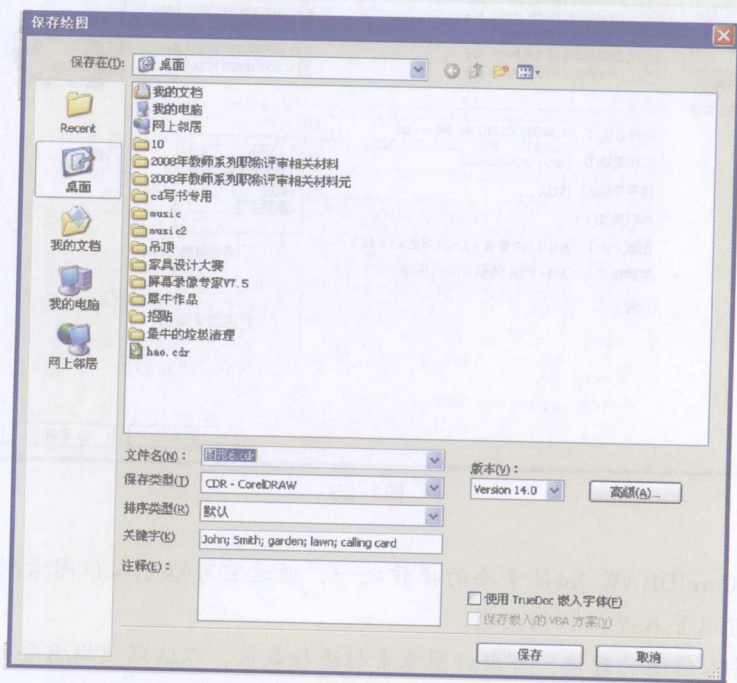 保存绘图
保存在(I): 桌面
Recent
桌面
我的文档
我的电脑
网上邻居
我的文档
我的电脑
网上邻居
10
2008年教师系列职称评审相关材料
2008年教师系列职称评审相关材料元
cd写书专用
music
music2
吊顶
家具设计大赛
屏幕录像专家V7.5
犀牛作品
招贴
最牛的垃圾清理
hao.cdr
文件名(N): 图形6.cdr
版本(V):
保存类型(T) CDR - CorelDRAW
Version 14.0
高级(A)...
排序类型(R) 默认
关键字(K) John; Smith; garden; lawn; calling card
注释(E):
使用 TrueDoc 嵌入字体(F)
保存嵌入的 VBA 方案(V)
保存
取消